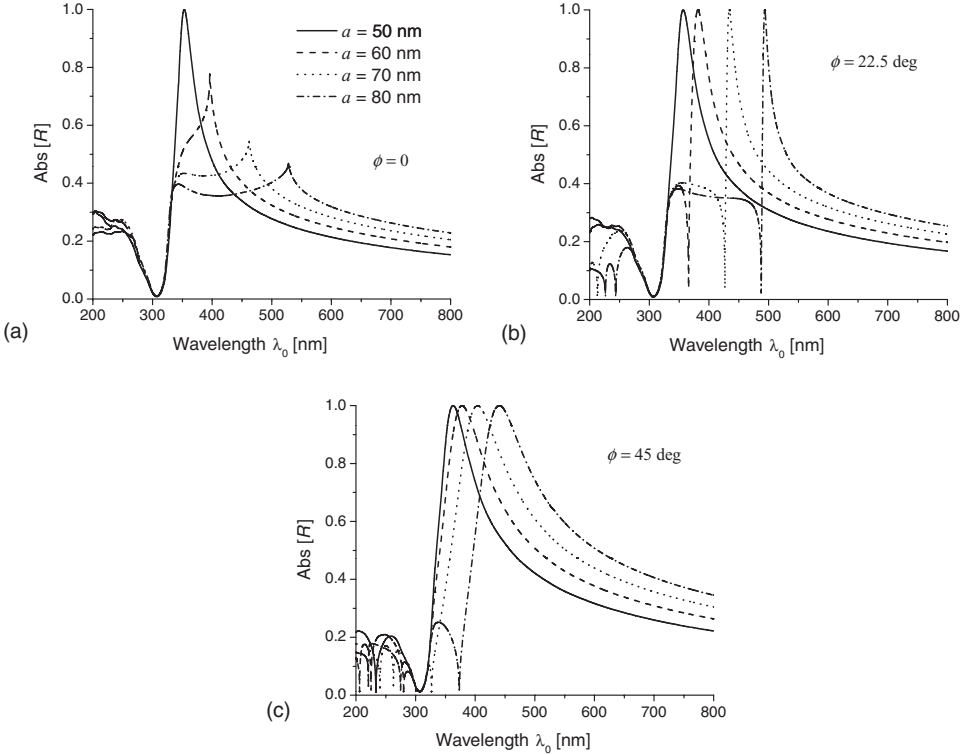 1.0
0.8
0.6
0.4
0.2
0.0
Abs [R]
200 300 400 500 600 700 800
Wavelength λ0 [nm]
a = 50 nm
a = 60 nm
a = 70 nm
a = 80 nm
ϕ = 0
(a)
1.0
0.8
0.6
0.4
0.2
0.0
Abs [R]
200 300 400 500 600 700 800
Wavelength λ0 [nm]
ϕ = 22.5 deg
(b)
1.0
0.8
0.6
0.4
0.2
0.0
Abs [R]
200 300 400 500 600 700 800
Wavelength λ0 [nm]
ϕ = 45 deg
(c)